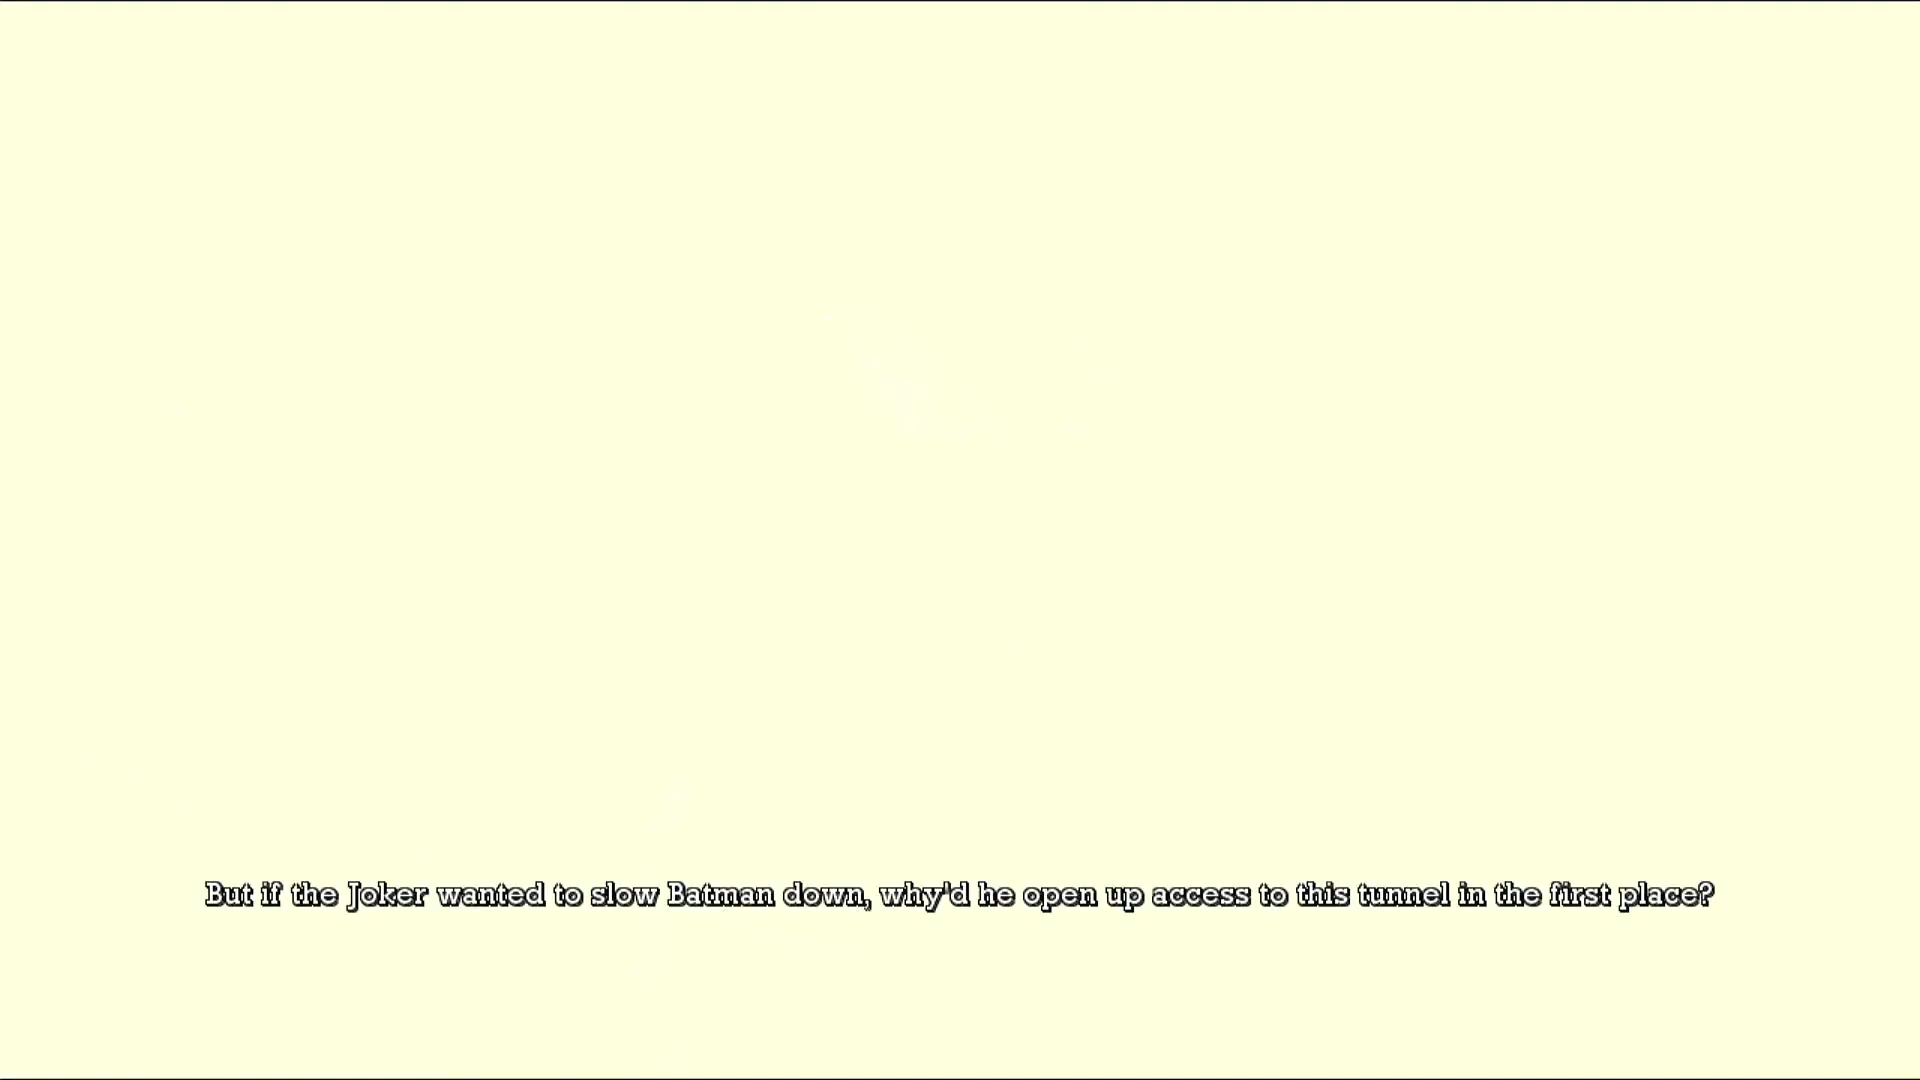 But if the Joker wanted to slow Batman down, why'd he open up access to this tunnel in the first place?